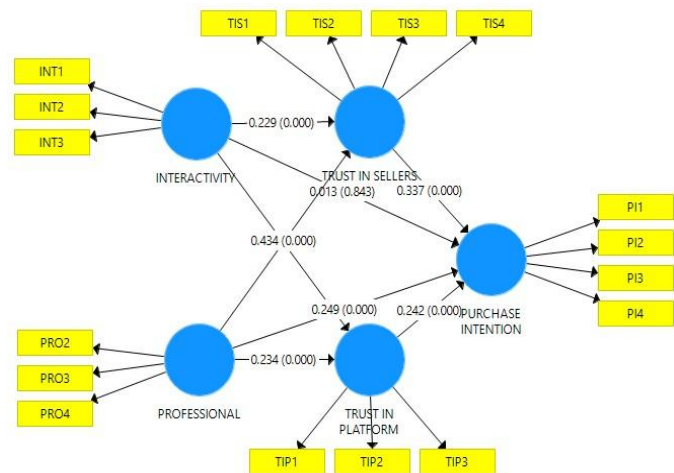 TIS1
TIS2
TIS3
TIS4
INT1
INT2
INT3
0.229 (0.000)
INTERACTIVITY
TRUST IN SELLERS
0.013 (0.843)
0.337 (0.000)
PI1
PI2
PI3
PI4
0.434 (0.000)
0.249 (0.000)
0.242 (0.000)
PURCHASE
INTENTION
PRO2
PRO3
PRO4
0.234 (0.000)
PROFESSIONAL
TRUST IN
PLATFORM
TIP1
TIP2
TIP3